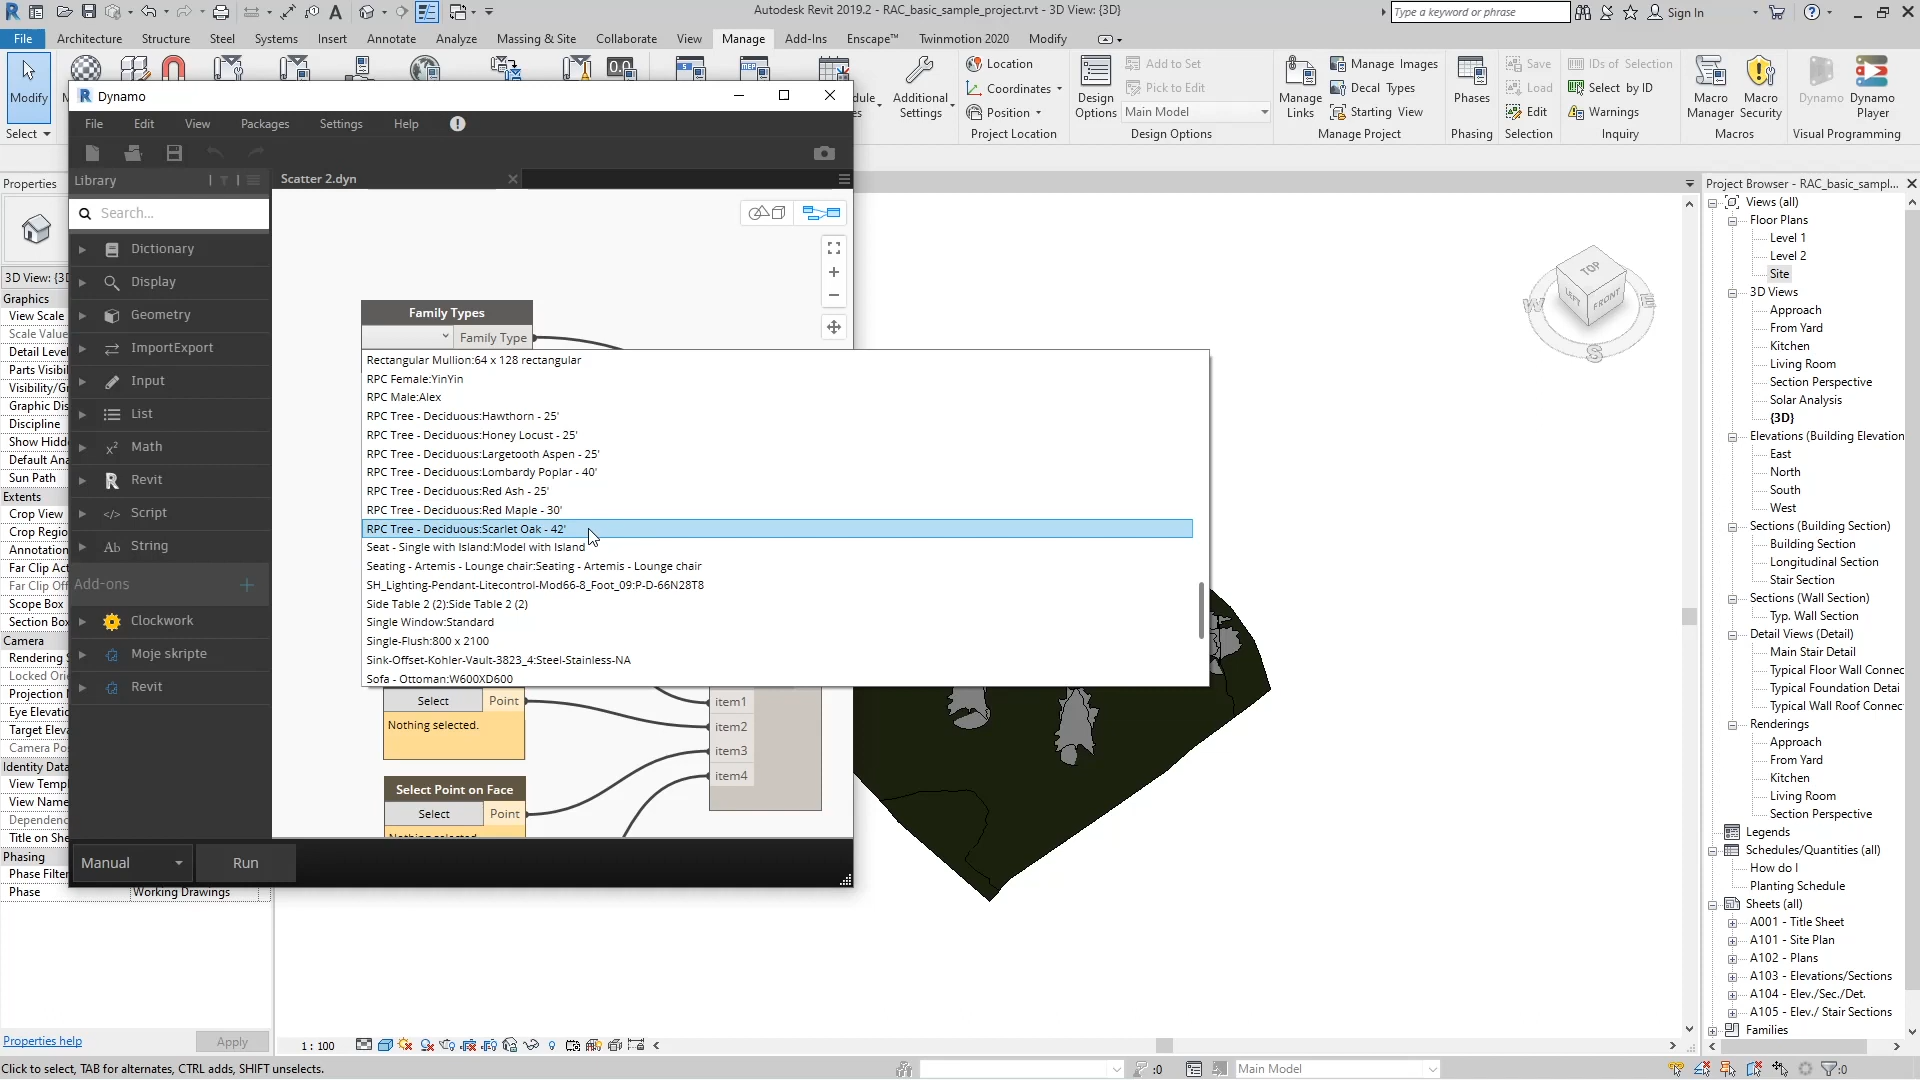 Autodesk Revit 2019.2 - RAC_basic_sample_project.rvt - 3D View: {3D}
Type a keyword or phrase
Sign In
File Architecture Structure Steel Systems Insert Annotate Analyze Massing & Site Collaborate View Manage Add-Ins Enscape™ Twinmotion 2020 Modify
Modify
Select
Additional Settings
Location
Coordinates
Position
Project Location
Design Options
Add to Set
Pick to Edit
Main Model
Design Options
Manage Links
Manage Images
Decal Types
Starting View
Manage Project
Phases
Phasing
Save
Load
Edit
Selection
IDs of Selection
Select by ID
Warnings
Inquiry
Macro Manager
Macro Security
Macros
Dynamo
Dynamo Player
Visual Programming
Dynamo
File Edit View Packages Settings Help
Library
Search...
Dictionary
Display
Geometry
ImportExport
Input
List
Math
Revit
Script
String
Add-ons
Clockwork
Moje skripte
Revit
Manual
Run
Scatter 2.dyn
Family Types
Family Type
Rectangular Mullion:64 x 128 rectangular
RPC Female:YinYin
RPC Male:Alex
RPC Tree - Deciduous:Hawthorn - 25'
RPC Tree - Deciduous:Honey Locust - 25'
RPC Tree - Deciduous:Largetooth Aspen - 25'
RPC Tree - Deciduous:Lombardy Poplar - 40'
RPC Tree - Deciduous:Red Ash - 25'
RPC Tree - Deciduous:Red Maple - 30'
RPC Tree - Deciduous:Scarlet Oak - 42'
Seat - Single with Island:Model with Island
Seating - Artemis - Lounge chair:Seating - Artemis - Lounge chair
SH_Lighting-Pendant-Litecontrol-Mod66-8_Foot_09:P-D-66N28T8
Side Table 2 (2):Side Table 2 (2)
Single Window:Standard
Single-Flush:800 x 2100
Sink-Offset-Kohler-Vault-3823_4:Steel-Stainless-NA
Sofa - Ottoman:W600XD600
Select Point
Nothing selected.
Select Point on Face
Select Point
Nothing selected.
item1
item2
item3
item4
Properties
3D View: {3D
Graphics
View Scale
Scale Value
Detail Level
Parts Visibil
Visibility/G
Graphic Dis
Discipline
Show Hidd
Default Ana
Sun Path
Extents
Crop View
Crop Regio
Annotation
Far Clip Act
Far Clip Off
Scope Box
Section Box
Camera
Rendering S
Locked Ori
Projection M
Eye Elevatio
Target Eleva
Camera Pos
Identity Data
View Templ
View Name
Dependenc
Title on She
Phasing
Phase Filter
Phase Working Drawings
Properties help
Apply
TOP
LEFT
FRONT
W
E
S
Project Browser - RAC_basic_sampl...
Views (all)
Floor Plans
Level 1
Level 2
Site
3D Views
Approach
From Yard
Kitchen
Living Room
Section Perspective
Solar Analysis
{3D}
Elevations (Building Elevation
East
North
South
West
Sections (Building Section)
Building Section
Longitudinal Section
Stair Section
Sections (Wall Section)
Typ. Wall Section
Detail Views (Detail)
Main Stair Detail
Typical Floor Wall Connec
Typical Foundation Detai
Typical Wall Roof Connec
Renderings
Approach
From Yard
Kitchen
Living Room
Section Perspective
Legends
Schedules/Quantities (all)
How do I
Planting Schedule
Sheets (all)
A001 - Title Sheet
A101 - Site Plan
A102 - Plans
A103 - Elevations/Sections
A104 - Elev./Sec./Det.
A105 - Elev./ Stair Sections
Families
1 : 100
Click to select, TAB for alternates, CTRL adds, SHIFT unselects.
:0
Main Model
:0